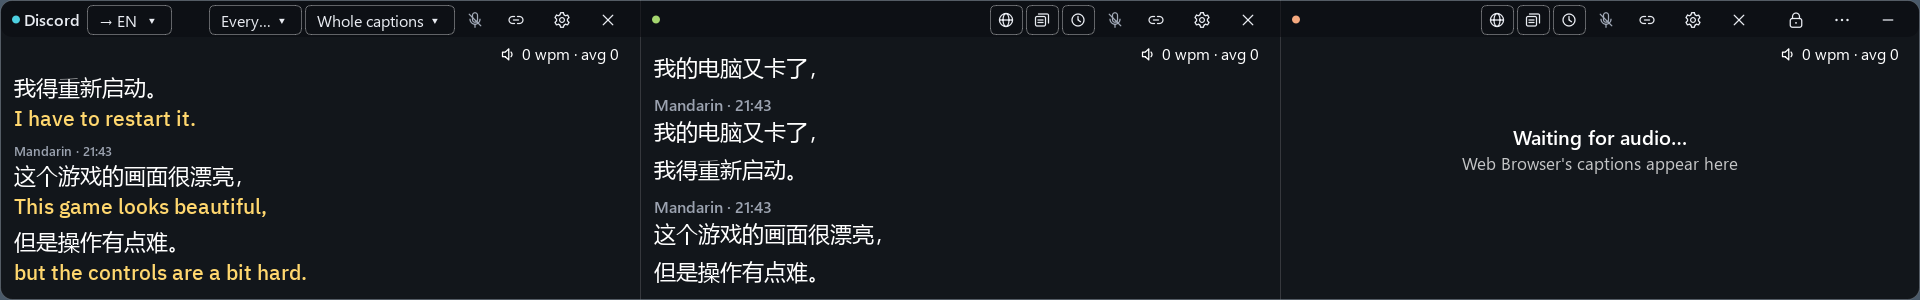 Discord → EN Every... Whole captions
0 wpm · avg 0
我得重新启动。
I have to restart it.
Mandarin · 21:43
这个游戏的画面很漂亮，
This game looks beautiful,
但是操作有点难。
but the controls are a bit hard.
0 wpm · avg 0
我的电脑又卡了，
Mandarin · 21:43
我的电脑又卡了，
我得重新启动。
Mandarin · 21:43
这个游戏的画面很漂亮，
但是操作有点难。
0 wpm · avg 0
Waiting for audio...
Web Browser's captions appear here